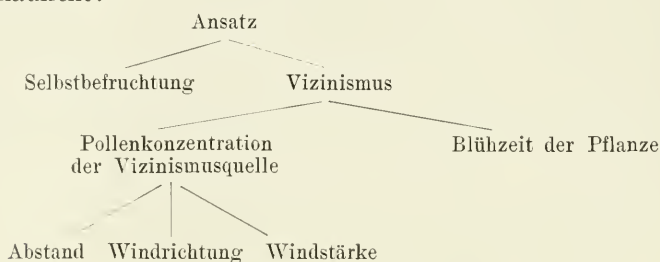 Ansatz
Selbstbefruchtung Vizinismus
Pollenkonzentration Blühzeit der Pflanze
der Vizinismusquelle
Abstand Windrichtung Windstärke